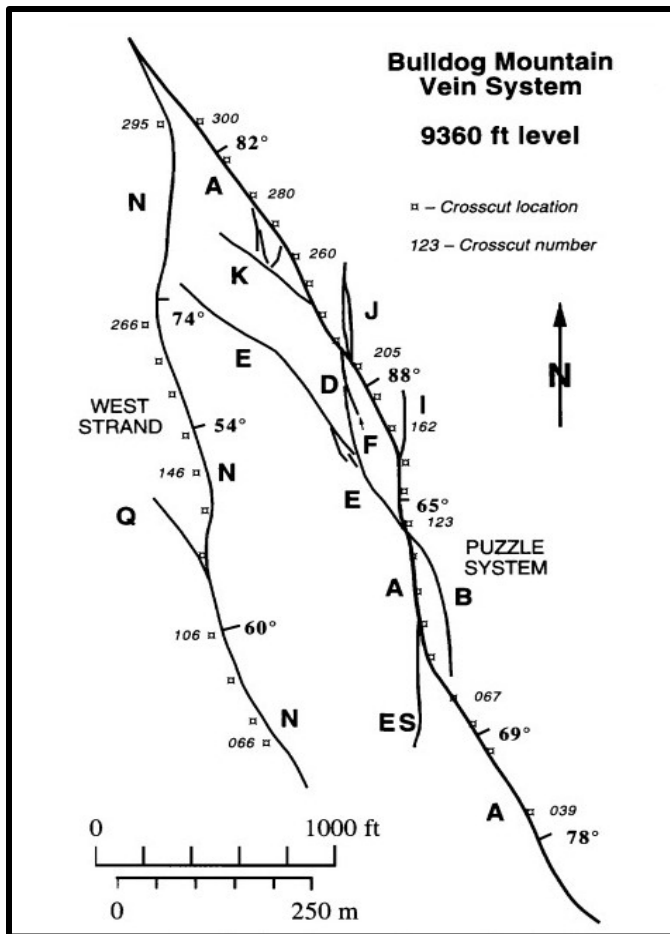 Bulldog Mountain
Vein System
9360 ft level
¤ – Crosscut location
123 – Crosscut number
N
295
300
82°
A
N
280
260
K
J
266
74°
E
205
D
88°
I
WEST
STRAND
54°
F
162
146
N
E
65°
Q
123
PUZZLE
SYSTEM
A
B
106
60°
067
N
ES
69°
066
A
039
78°
0
1000 ft
0
250 m